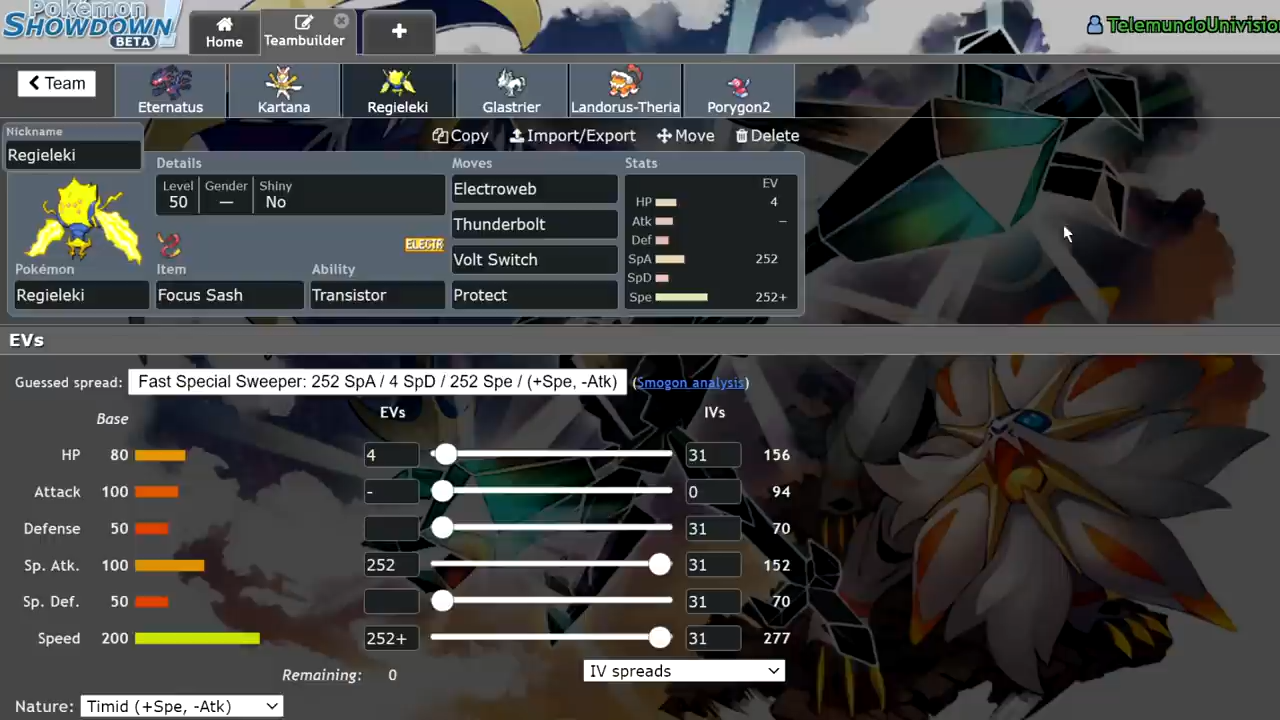 Pokémon
SHOWDOWN!
BETA
Home
Teambuilder
+
TelemundoUnivisio
Team
Eternatus
Kartana
Regieleki
Glastrier
Landorus-Theria
Porygon2
Copy
Import/Export
Move
Delete
Nickname
Regieleki
Details
Level
50
Gender
—
Shiny
No
ELECTR
Pokémon
Regieleki
Item
Focus Sash
Ability
Transistor
Moves
Electroweb
Thunderbolt
Volt Switch
Protect
Stats
EV
HP 4
Atk –
Def
SpA 252
SpD
Spe 252+
EVs
Guessed spread: Fast Special Sweeper: 252 SpA / 4 SpD / 252 Spe / (+Spe, -Atk) (Smogon analysis)
Base EVs IVs
HP 80 4 31 156
Attack 100 - 0 94
Defense 50 31 70
Sp. Atk. 100 252 31 152
Sp. Def. 50 31 70
Speed 200 252+ 31 277
Remaining: 0
IV spreads
Nature: Timid (+Spe, -Atk)